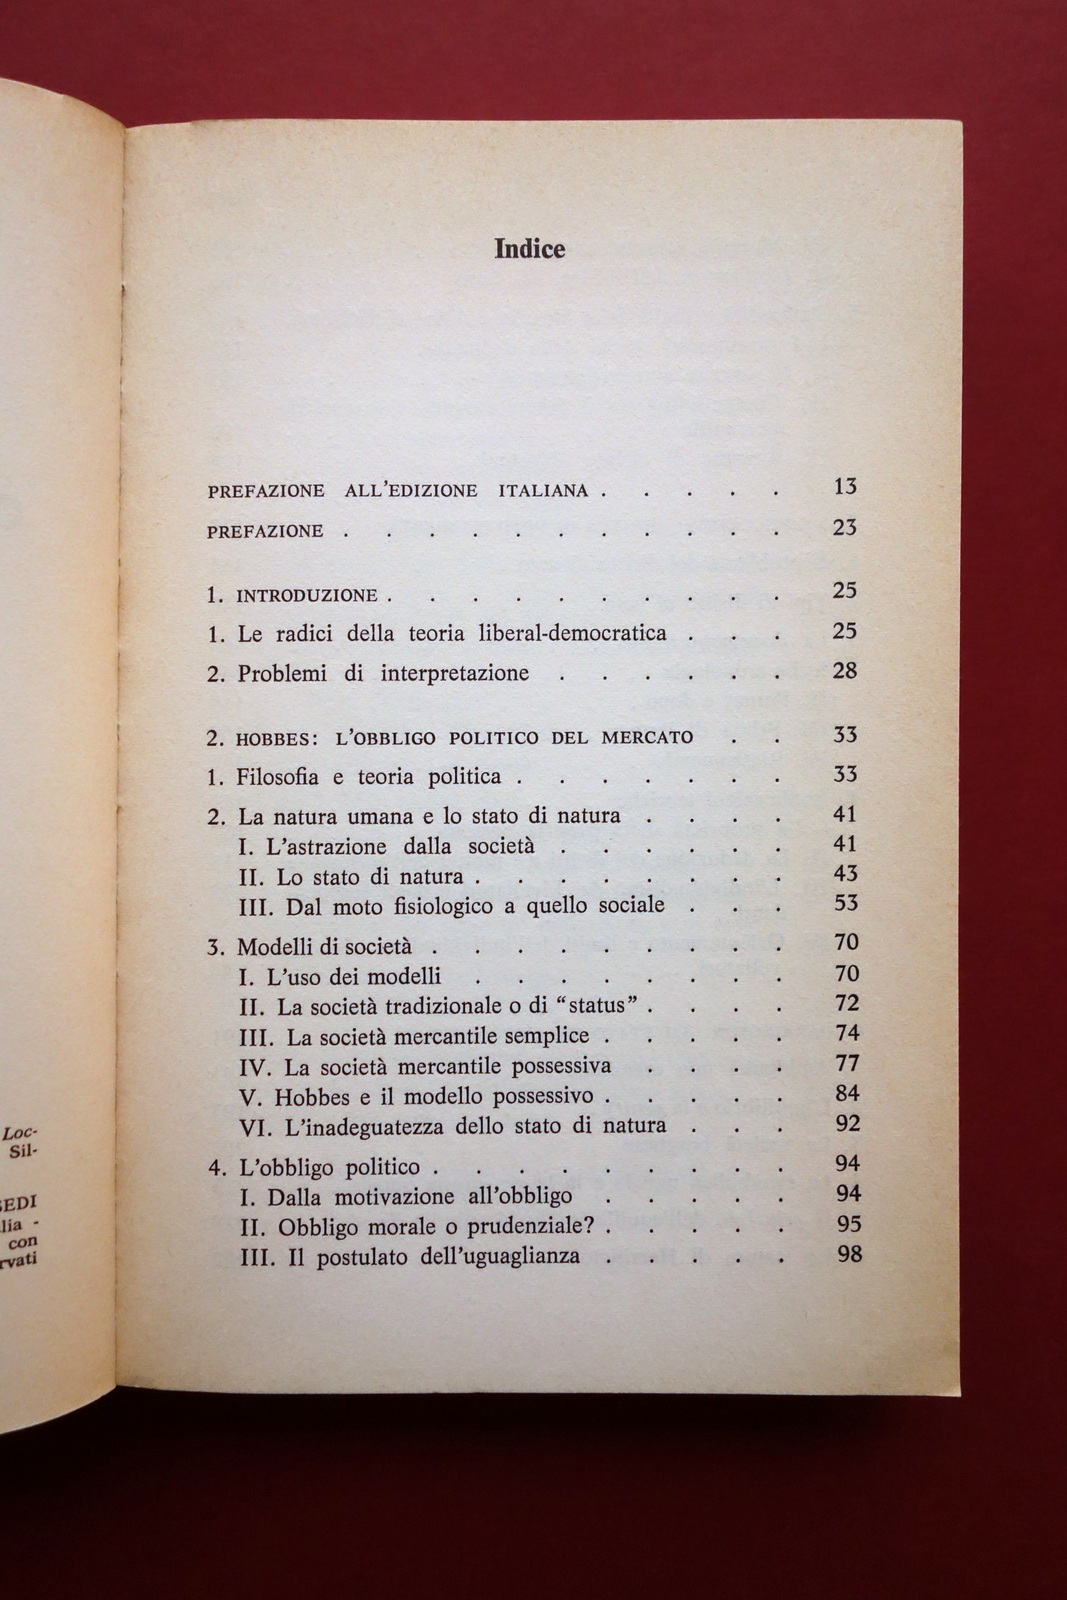 Loc-
Sil-
SEDI
lia -
con
rvati
Indice
PREFAZIONE ALL'EDIZIONE ITALIANA . . . . . 13
PREFAZIONE . . . . . . . . . . . 23
1. INTRODUZIONE . . . . . . . . . . 25
1. Le radici della teoria liberal-democratica . . . 25
2. Problemi di interpretazione . . . . . . 28
2. HOBBES: L'OBBLIGO POLITICO DEL MERCATO . . 33
1. Filosofia e teoria politica . . . . . . . 33
2. La natura umana e lo stato di natura . . . . 41
I. L'astrazione dalla società . . . . . . 41
II. Lo stato di natura . . . . . . . . 43
III. Dal moto fisiologico a quello sociale . . . 53
3. Modelli di società . . . . . . . . . 70
I. L'uso dei modelli . . . . . . . . 70
II. La società tradizionale o di "status" . . . . 72
III. La società mercantile semplice . . . . . 74
IV. La società mercantile possessiva . . . . 77
V. Hobbes e il modello possessivo . . . . . 84
VI. L'inadeguatezza dello stato di natura . . . 92
4. L'obbligo politico . . . . . . . . . 94
I. Dalla motivazione all'obbligo . . . . . 94
II. Obbligo morale o prudenziale? . . . . . 95
III. Il postulato dell'uguaglianza . . . . . 98